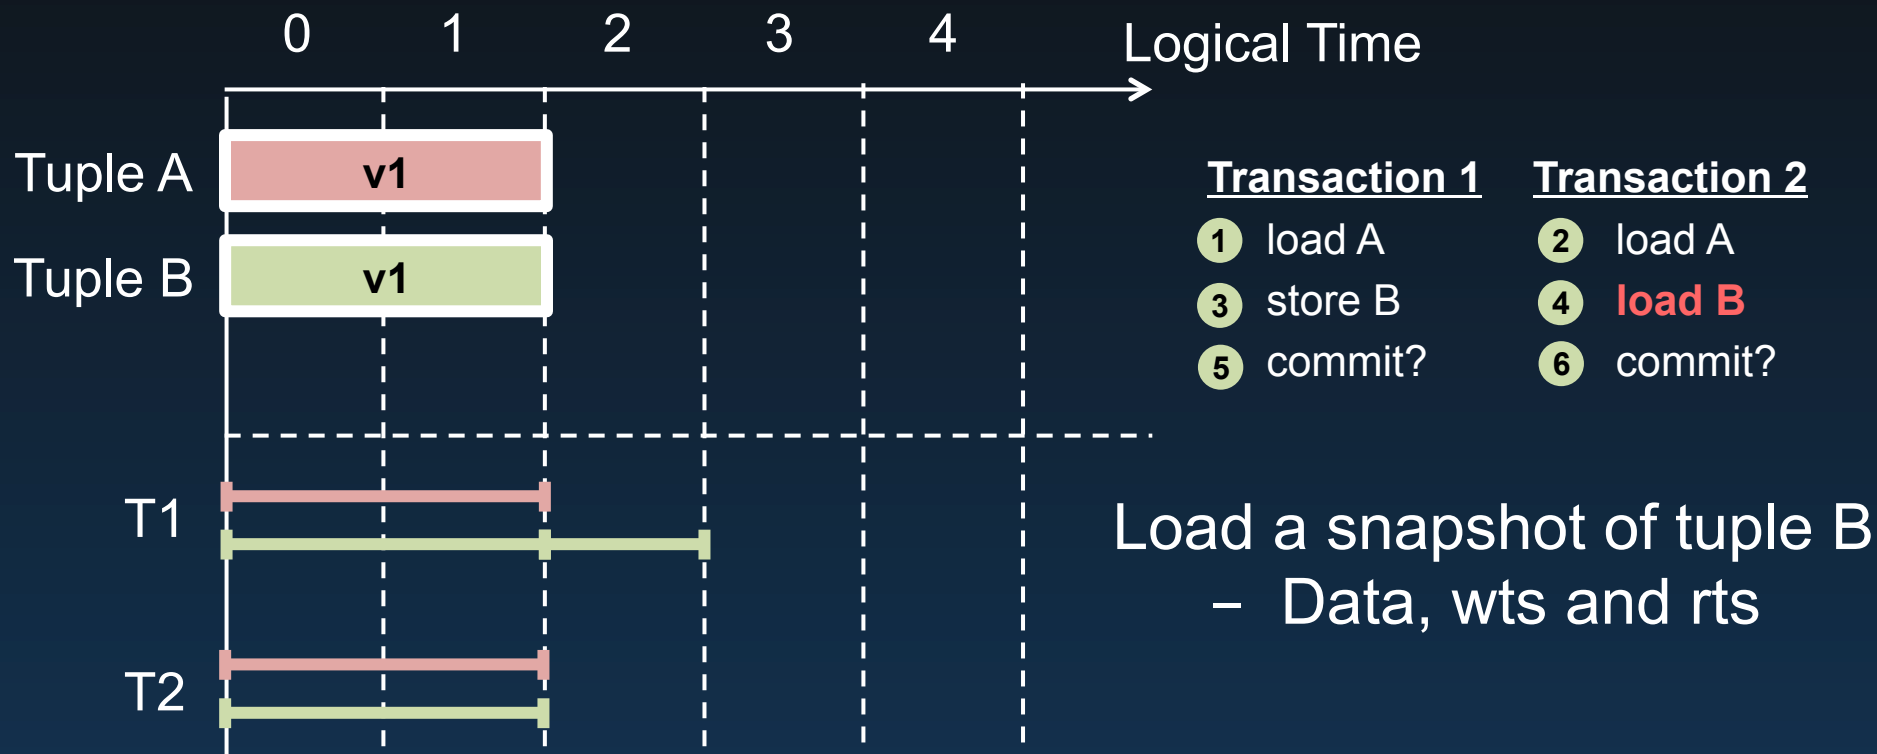 0 1 2 3 4 Logical Time
Tuple A v1
Tuple B v1
Transaction 1 Transaction 2
1 load A 2 load A
3 store B 4 load B
5 commit? 6 commit?
T1
T2
Load a snapshot of tuple B
– Data, wts and rts